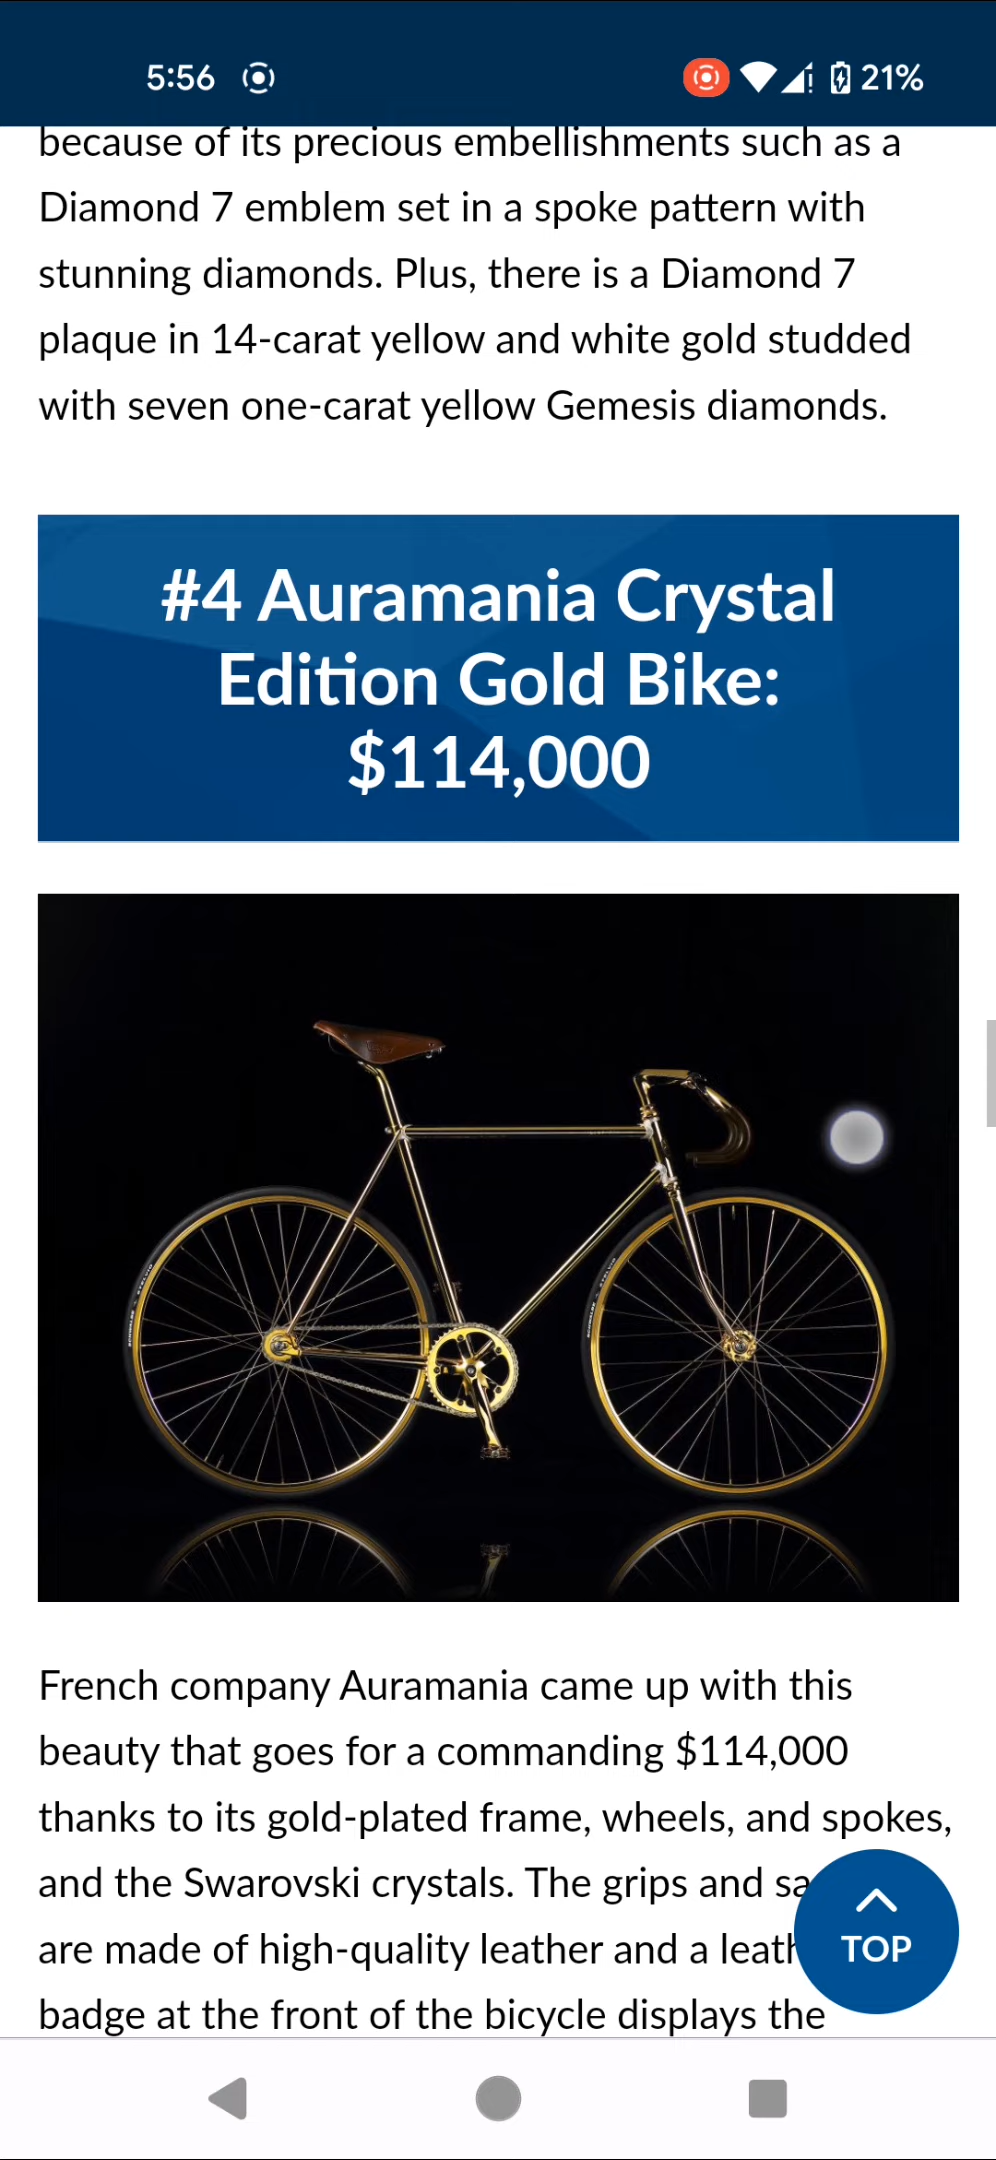 5:56
21%
because of its precious embellishments such as a
Diamond 7 emblem set in a spoke pattern with
stunning diamonds. Plus, there is a Diamond 7
plaque in 14-carat yellow and white gold studded
with seven one-carat yellow Gemesis diamonds.
#4 Auramania Crystal
Edition Gold Bike:
$114,000
French company Auramania came up with this
beauty that goes for a commanding $114,000
thanks to its gold-plated frame, wheels, and spokes,
and the Swarovski crystals. The grips and sa
are made of high-quality leather and a leath
TOP
badge at the front of the bicycle displays the